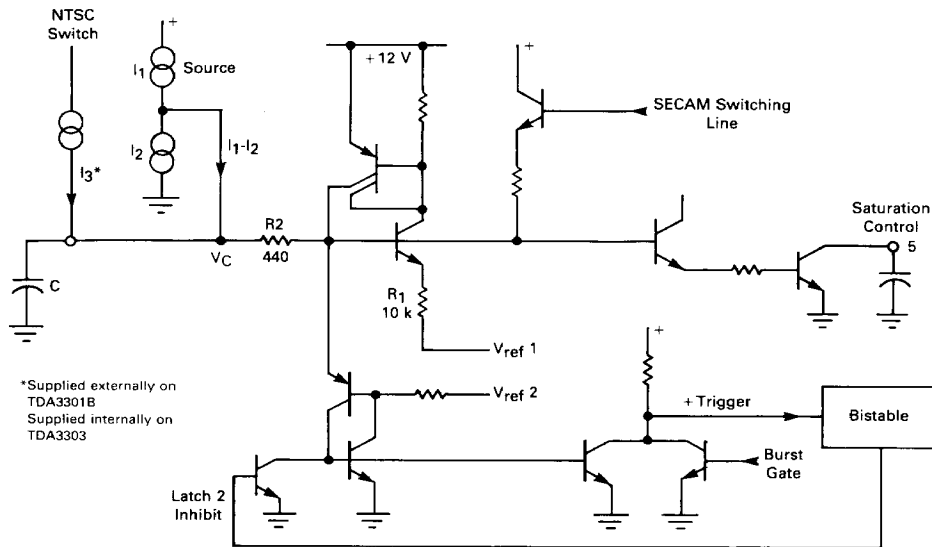 NTSC
Switch
+
I1
Source
I2
I1-I2
I3*
+ 12 V
+
SECAM Switching
Line
R2
440
VC
C
R1
10 k
Vref 1
Saturation
Control
5
*Supplied externally on
TDA3301B
Supplied internally on
TDA3303
Vref 2
+
+ Trigger
Bistable
Burst
Gate
Latch 2
Inhibit